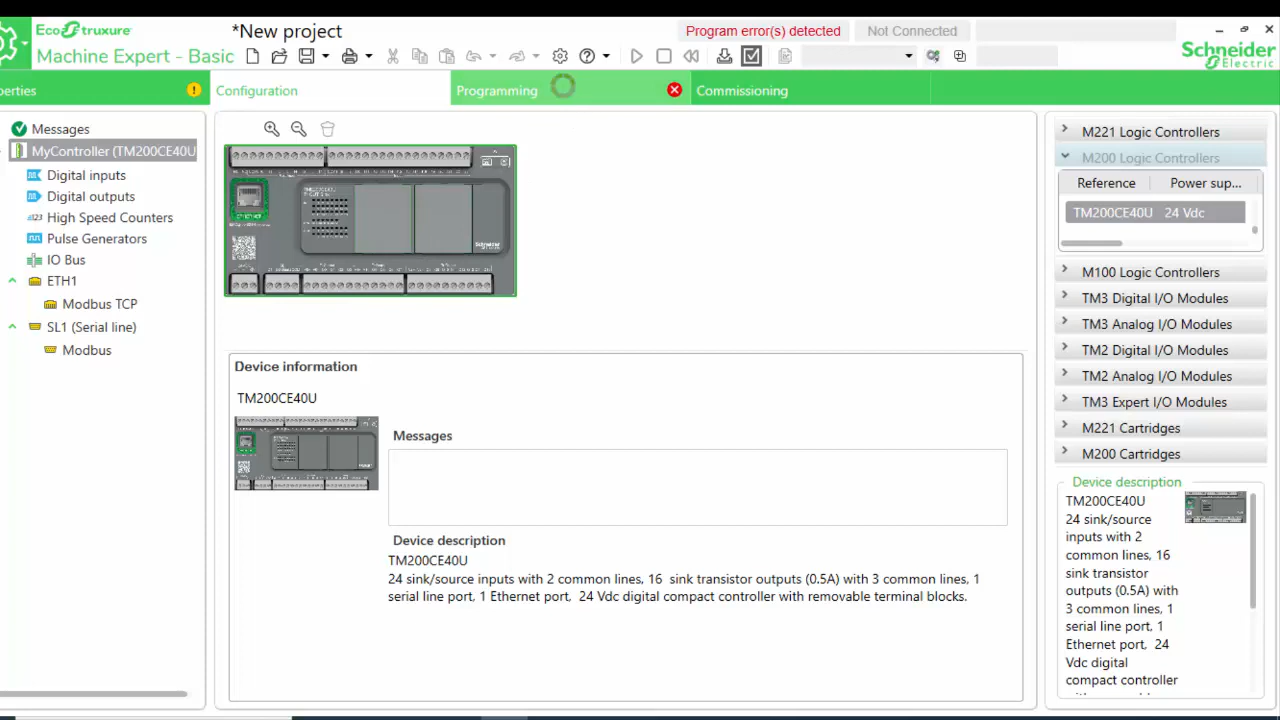 EcoStruxure
Machine Expert - Basic
*New project
Program error(s) detected
Not Connected
Schneider
Electric
perties
Configuration
Programming
Commissioning
Messages
MyController (TM200CE40U
Digital inputs
Digital outputs
High Speed Counters
Pulse Generators
IO Bus
ETH1
Modbus TCP
SL1 (Serial line)
Modbus
Device information
TM200CE40U
Messages
Device description
TM200CE40U
24 sink/source inputs with 2 common lines, 16 sink transistor outputs (0.5A) with 3 common lines, 1
serial line port, 1 Ethernet port, 24 Vdc digital compact controller with removable terminal blocks.
M221 Logic Controllers
M200 Logic Controllers
Reference Power sup...
TM200CE40U 24 Vdc
M100 Logic Controllers
TM3 Digital I/O Modules
TM3 Analog I/O Modules
TM2 Digital I/O Modules
TM2 Analog I/O Modules
TM3 Expert I/O Modules
M221 Cartridges
M200 Cartridges
Device description
TM200CE40U
24 sink/source
inputs with 2
common lines, 16
sink transistor
outputs (0.5A) with
3 common lines, 1
serial line port, 1
Ethernet port, 24
Vdc digital
compact controller